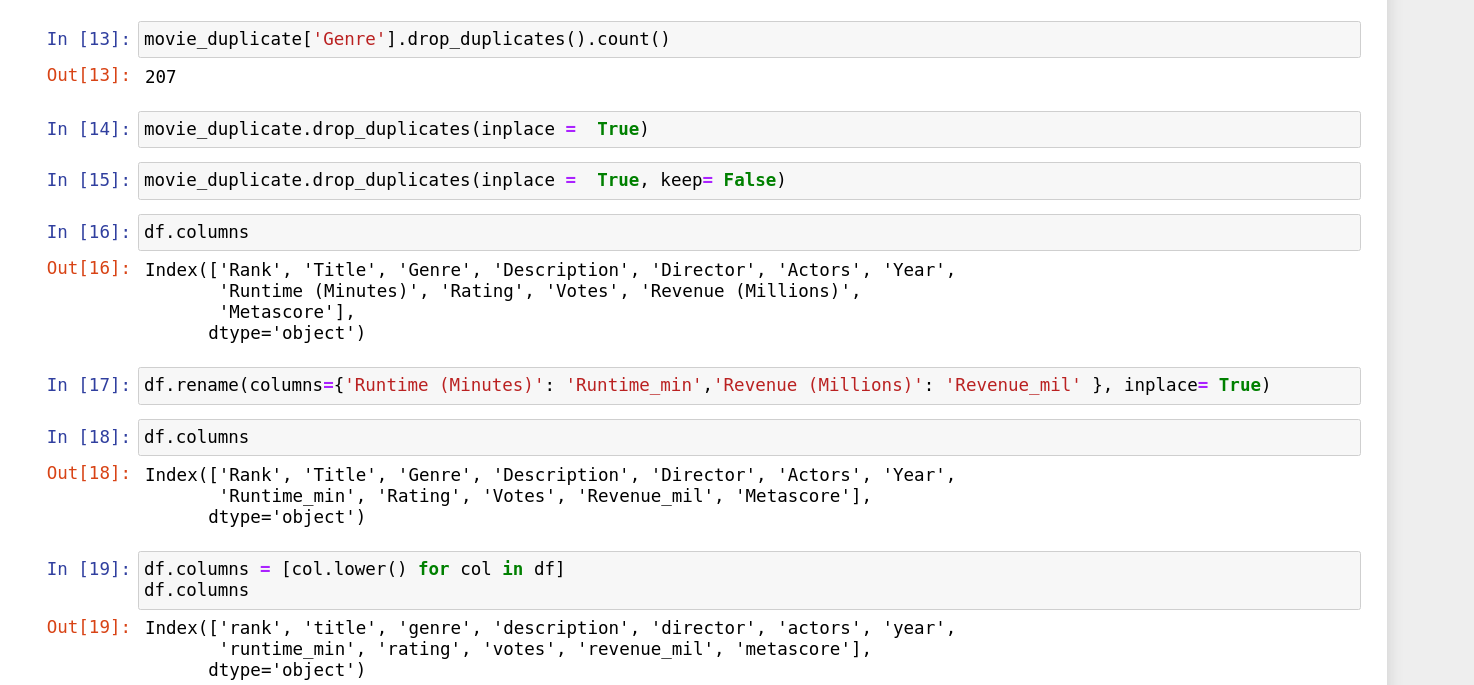 In [13]: movie_duplicate['Genre'].drop_duplicates().count()
Out[13]: 207
In [14]: movie_duplicate.drop_duplicates(inplace =  True)
In [15]: movie_duplicate.drop_duplicates(inplace =  True, keep= False)
In [16]: df.columns
Out[16]: Index(['Rank', 'Title', 'Genre', 'Description', 'Director', 'Actors', 'Year',
       'Runtime (Minutes)', 'Rating', 'Votes', 'Revenue (Millions)',
       'Metascore'],
      dtype='object')
In [17]: df.rename(columns={'Runtime (Minutes)': 'Runtime_min','Revenue (Millions)': 'Revenue_mil' }, inplace= True)
In [18]: df.columns
Out[18]: Index(['Rank', 'Title', 'Genre', 'Description', 'Director', 'Actors', 'Year',
       'Runtime_min', 'Rating', 'Votes', 'Revenue_mil', 'Metascore'],
      dtype='object')
In [19]: df.columns = [col.lower() for col in df]
df.columns
Out[19]: Index(['rank', 'title', 'genre', 'description', 'director', 'actors', 'year',
       'runtime_min', 'rating', 'votes', 'revenue_mil', 'metascore'],
      dtype='object')